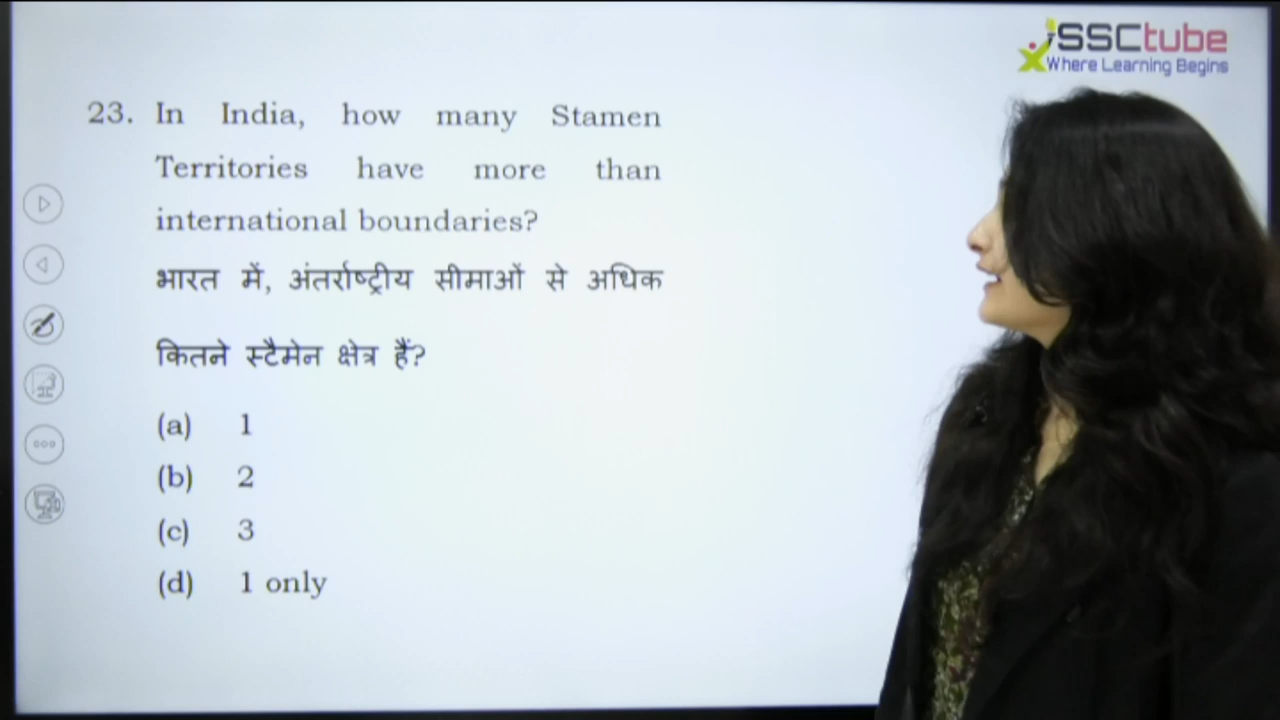 SSCtube
Where Learning Begins
23. In India, how many Stamen
Territories have more than
international boundaries?
भारत में, अंतर्राष्ट्रीय सीमाओं से अधिक
कितने स्टैमेन क्षेत्र हैं?
(a) 1
(b) 2
(c) 3
(d) 1 only